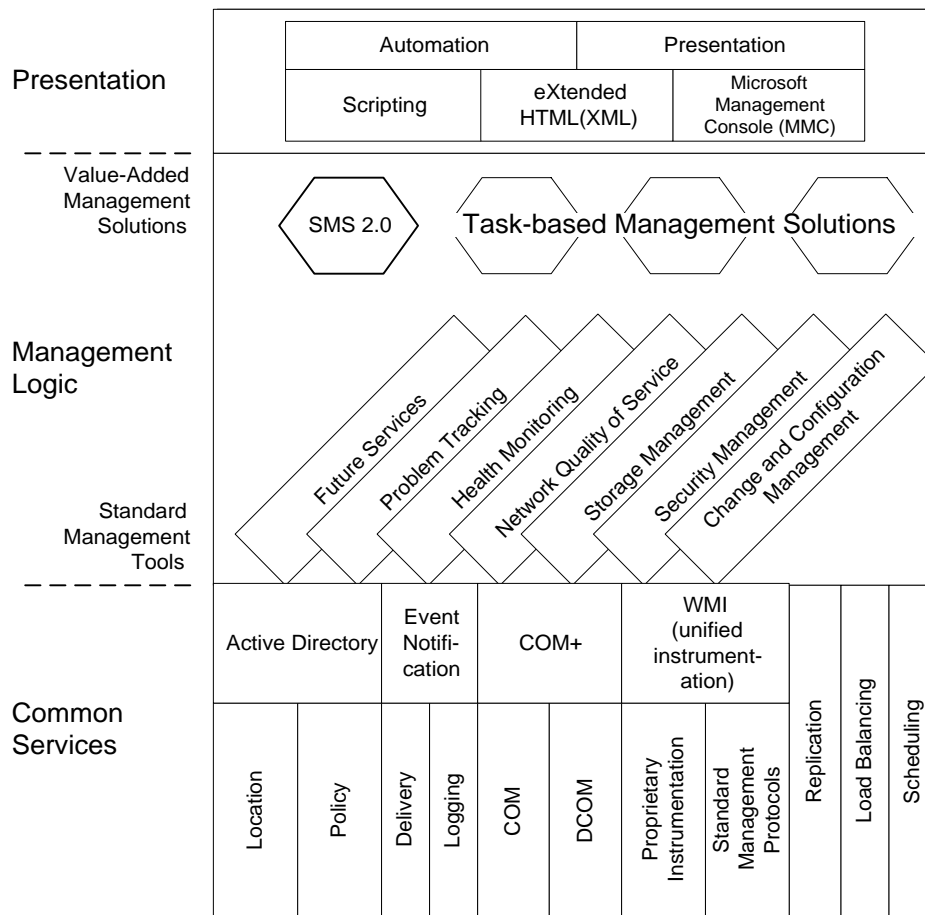 Presentation
Automation
Presentation
Scripting
eXtended
HTML(XML)
Microsoft
Management
Console (MMC)
Value-Added
Management
Solutions
SMS 2.0
Task-based Management Solutions
Management
Logic
Future Services
Problem Tracking
Health Monitoring
Network Quality of Service
Storage Management
Security Management
Change and Configuration
Management
Standard
Management
Tools
Common
Services
Active Directory
Event
Notifi-
cation
COM+
WMI
(unified
instrument-
ation)
Location
Policy
Delivery
Logging
COM
DCOM
Proprietary
Instrumentation
Standard
Management
Protocols
Replication
Load Balancing
Scheduling